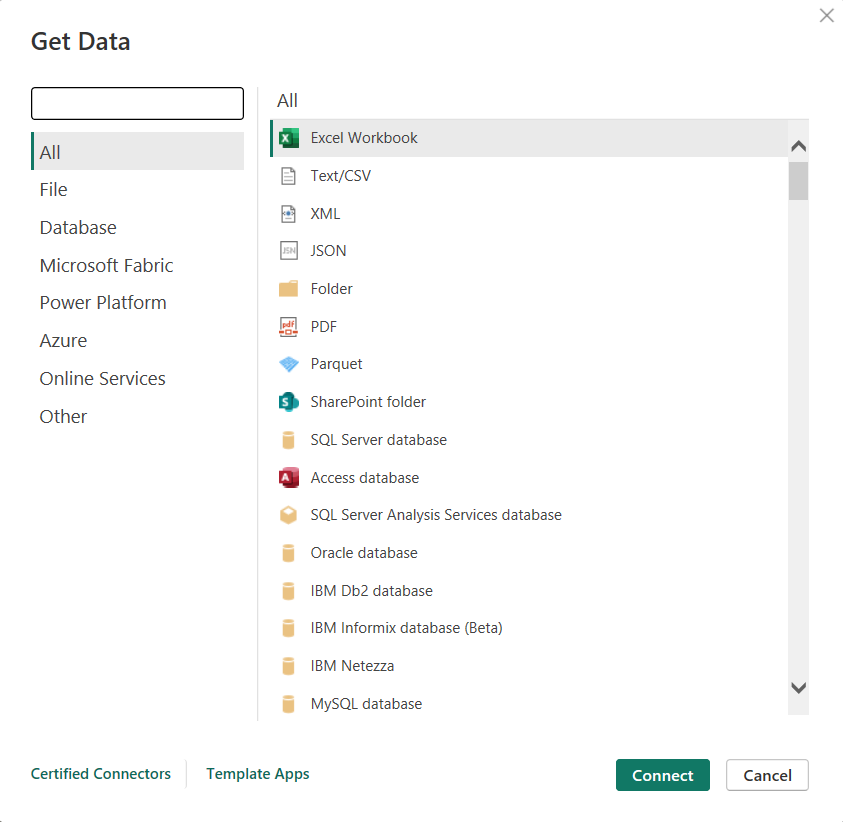 Get Data
All
File
Database
Microsoft Fabric
Power Platform
Azure
Online Services
Other
All
Excel Workbook
Text/CSV
XML
JSON
Folder
PDF
Parquet
SharePoint folder
SQL Server database
Access database
SQL Server Analysis Services database
Oracle database
IBM Db2 database
IBM Informix database (Beta)
IBM Netezza
MySQL database
Certified Connectors
Template Apps
Connect
Cancel